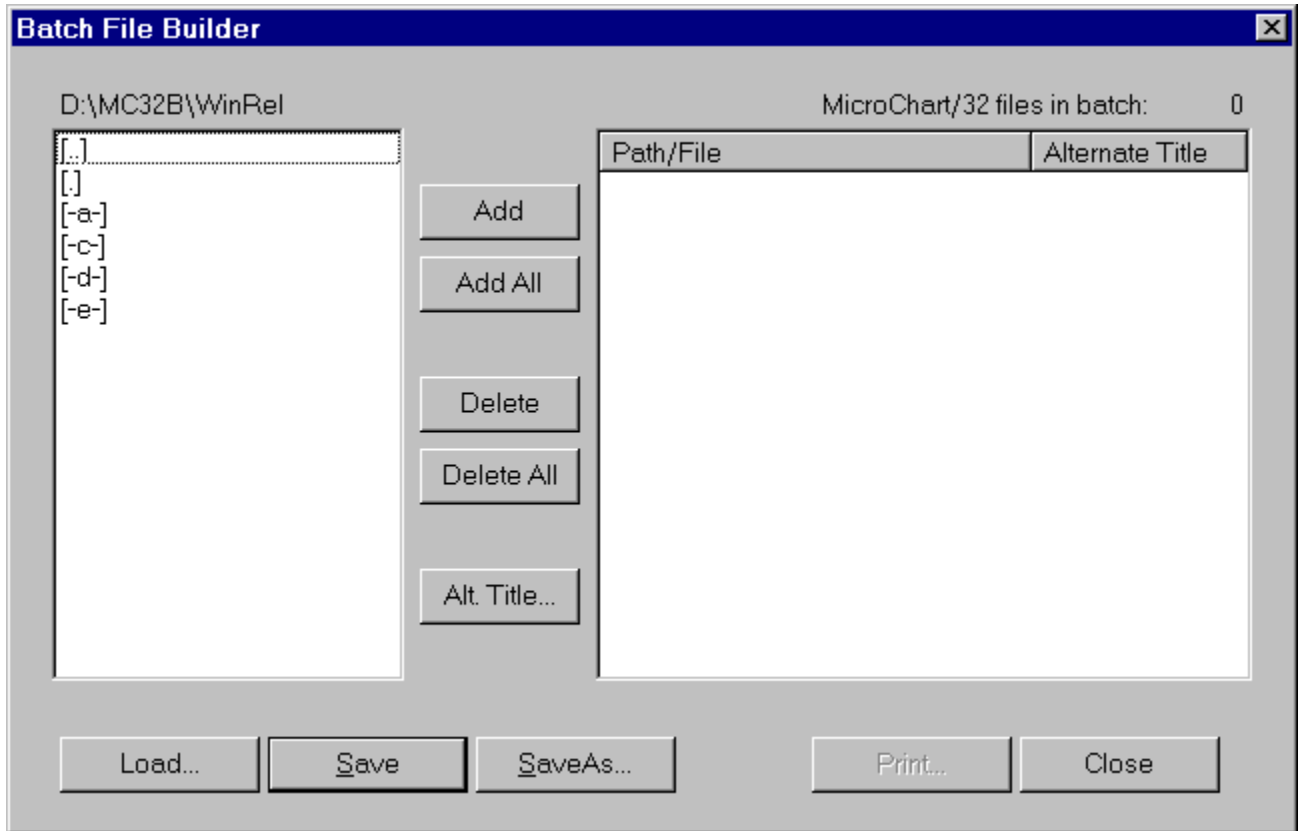 Batch File Builder
D:\MC32B\WinRel
MicroChart/32 files in batch: 0
[..]
[.]
[-a-]
[-c-]
[-d-]
[-e-]
Add
Add All
Delete
Delete All
Alt. Title...
Path/File Alternate Title
Load... Save SaveAs... Print... Close